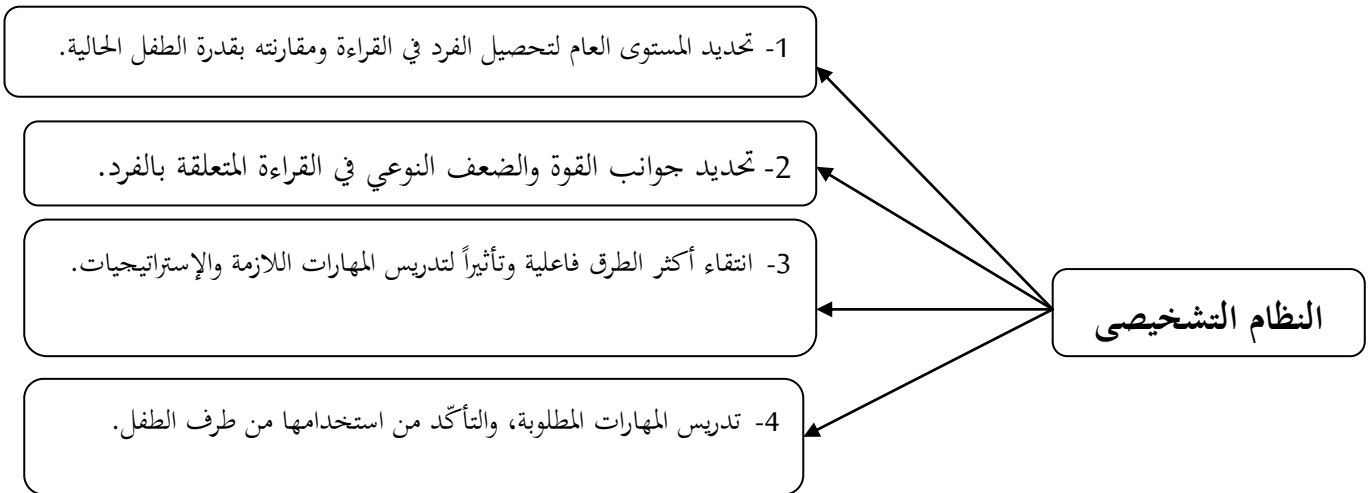 1- تحديد المستوى العام لتحصيل الفرد في القراءة ومقارنته بقدرة الطفل الحالية.
2- تحديد جوانب القوة والضعف النوعي في القراءة المتعلقة بالفرد.
3- انتقاء أكثر الطرق فاعلية وتأثيراً لتدريس المهارات اللازمة والإستراتيجيات.
النظام التشخيصى
4- تدريس المهارات المطلوبة، والتأكّد من استخدامها من طرف الطفل.